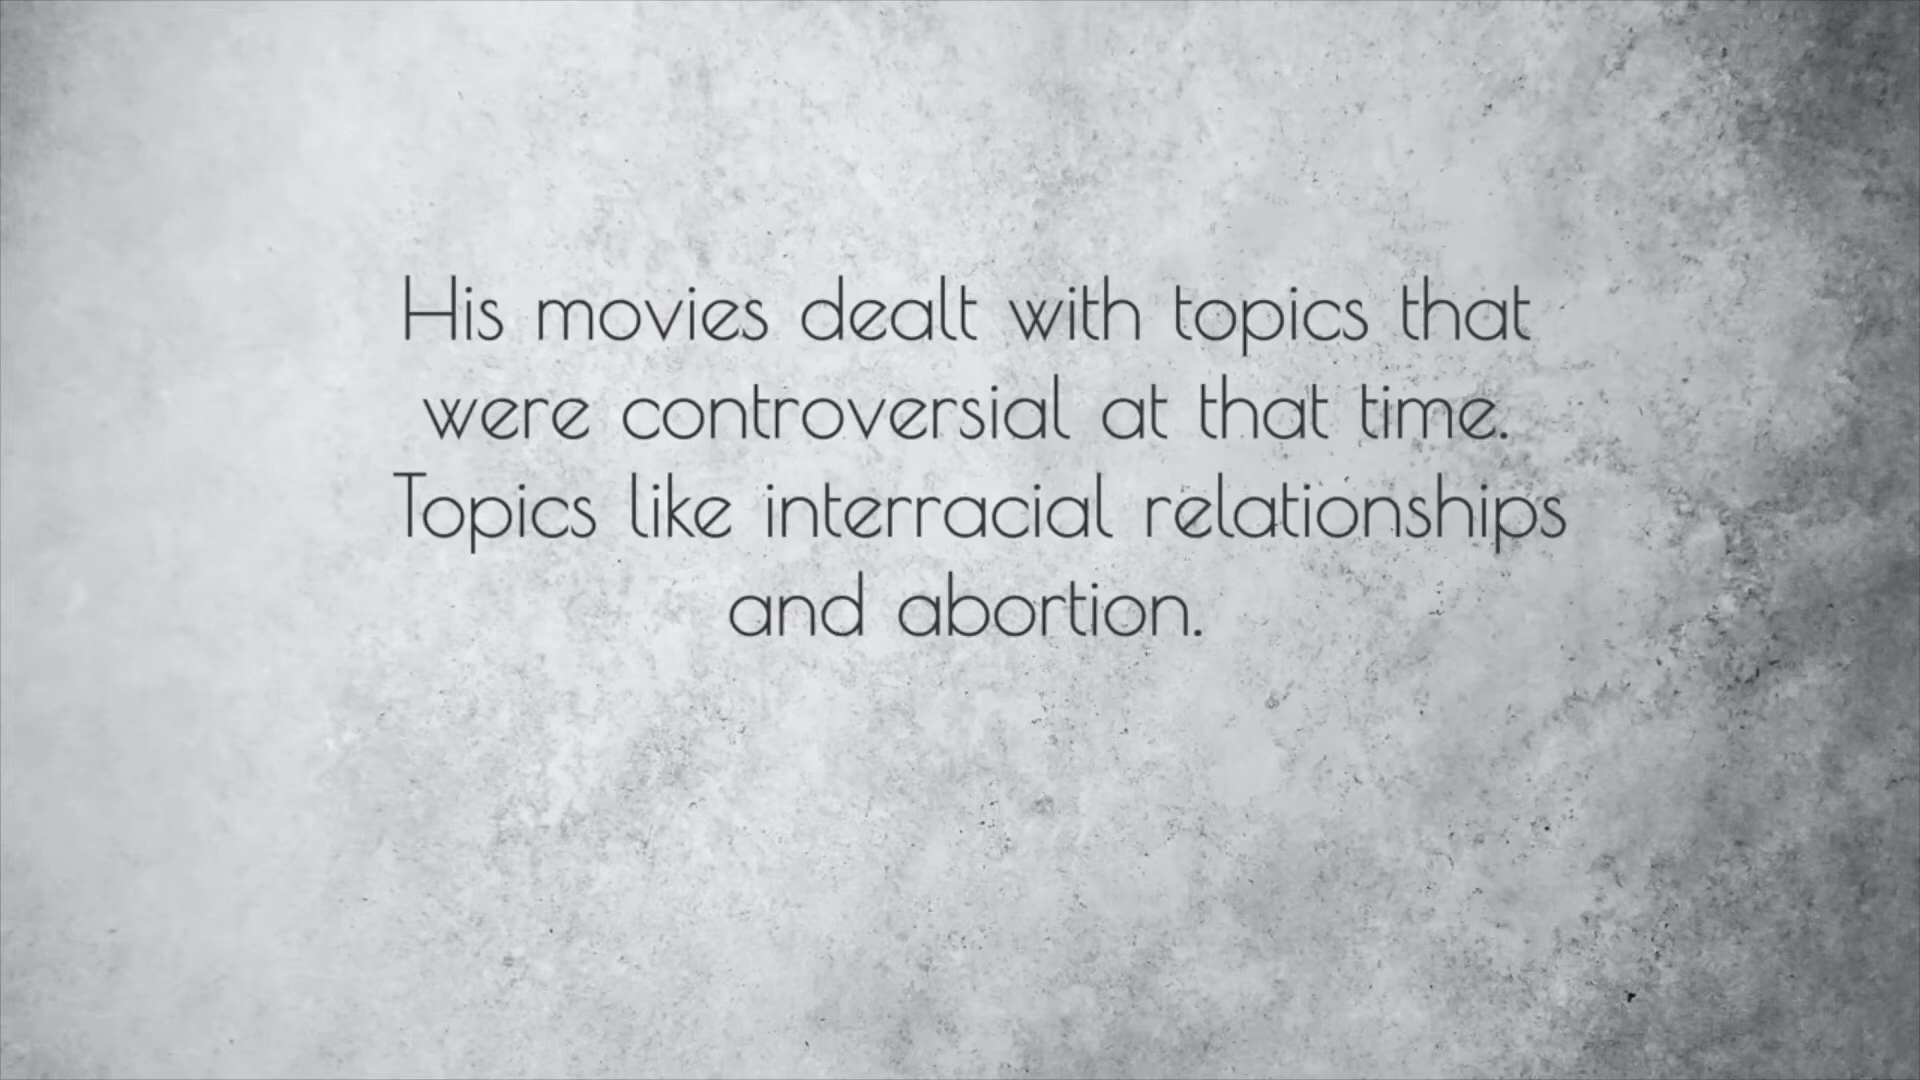 His movies dealt with topics that
were controversial at that time.
Topics like interracial relationships
and abortion.